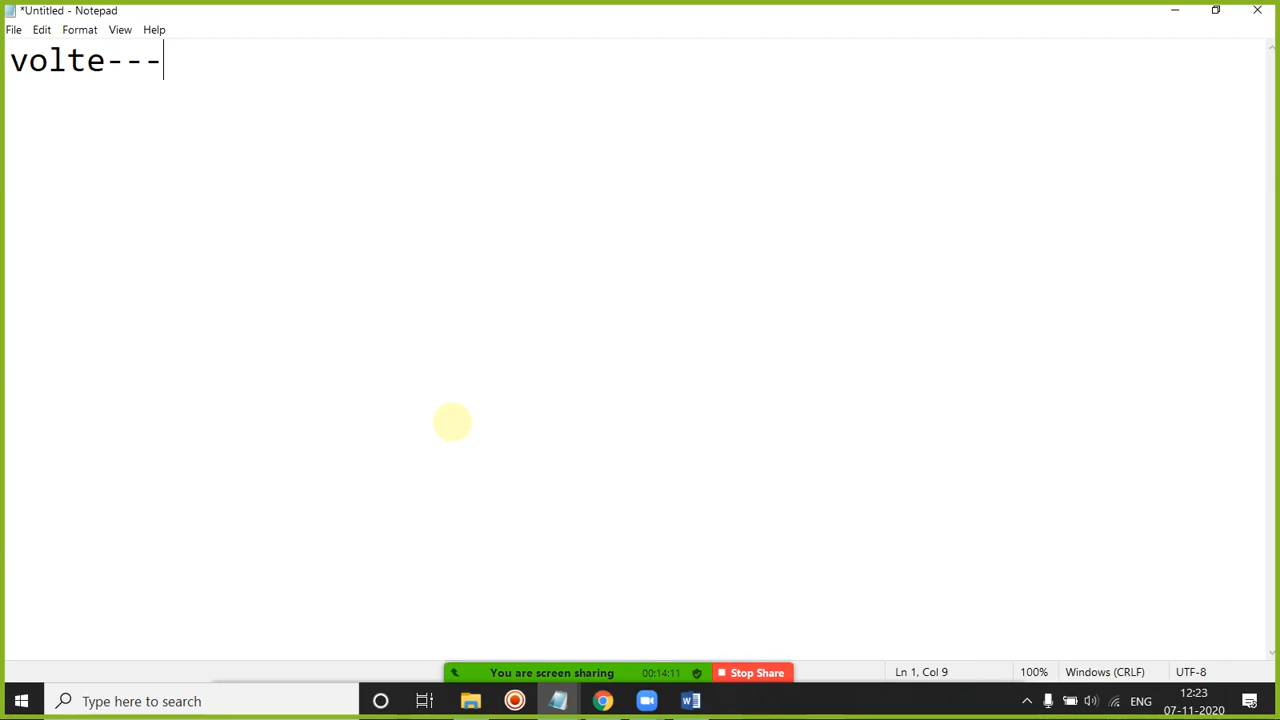 *Untitled - Notepad
File Edit Format View Help
volte---
You are screen sharing 00:14:11 Stop Share
Ln 1, Col 9 100% Windows (CRLF) UTF-8
Type here to search
ENG
12:23
07-11-2020